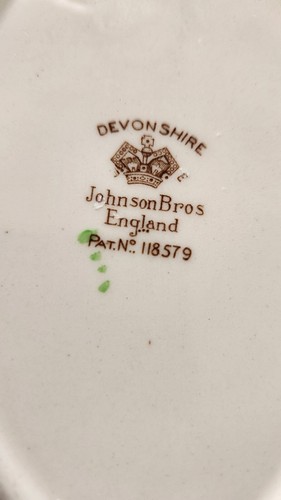 DEVONSHIRE
Johnson Bros
England
PAT. Nº 118579